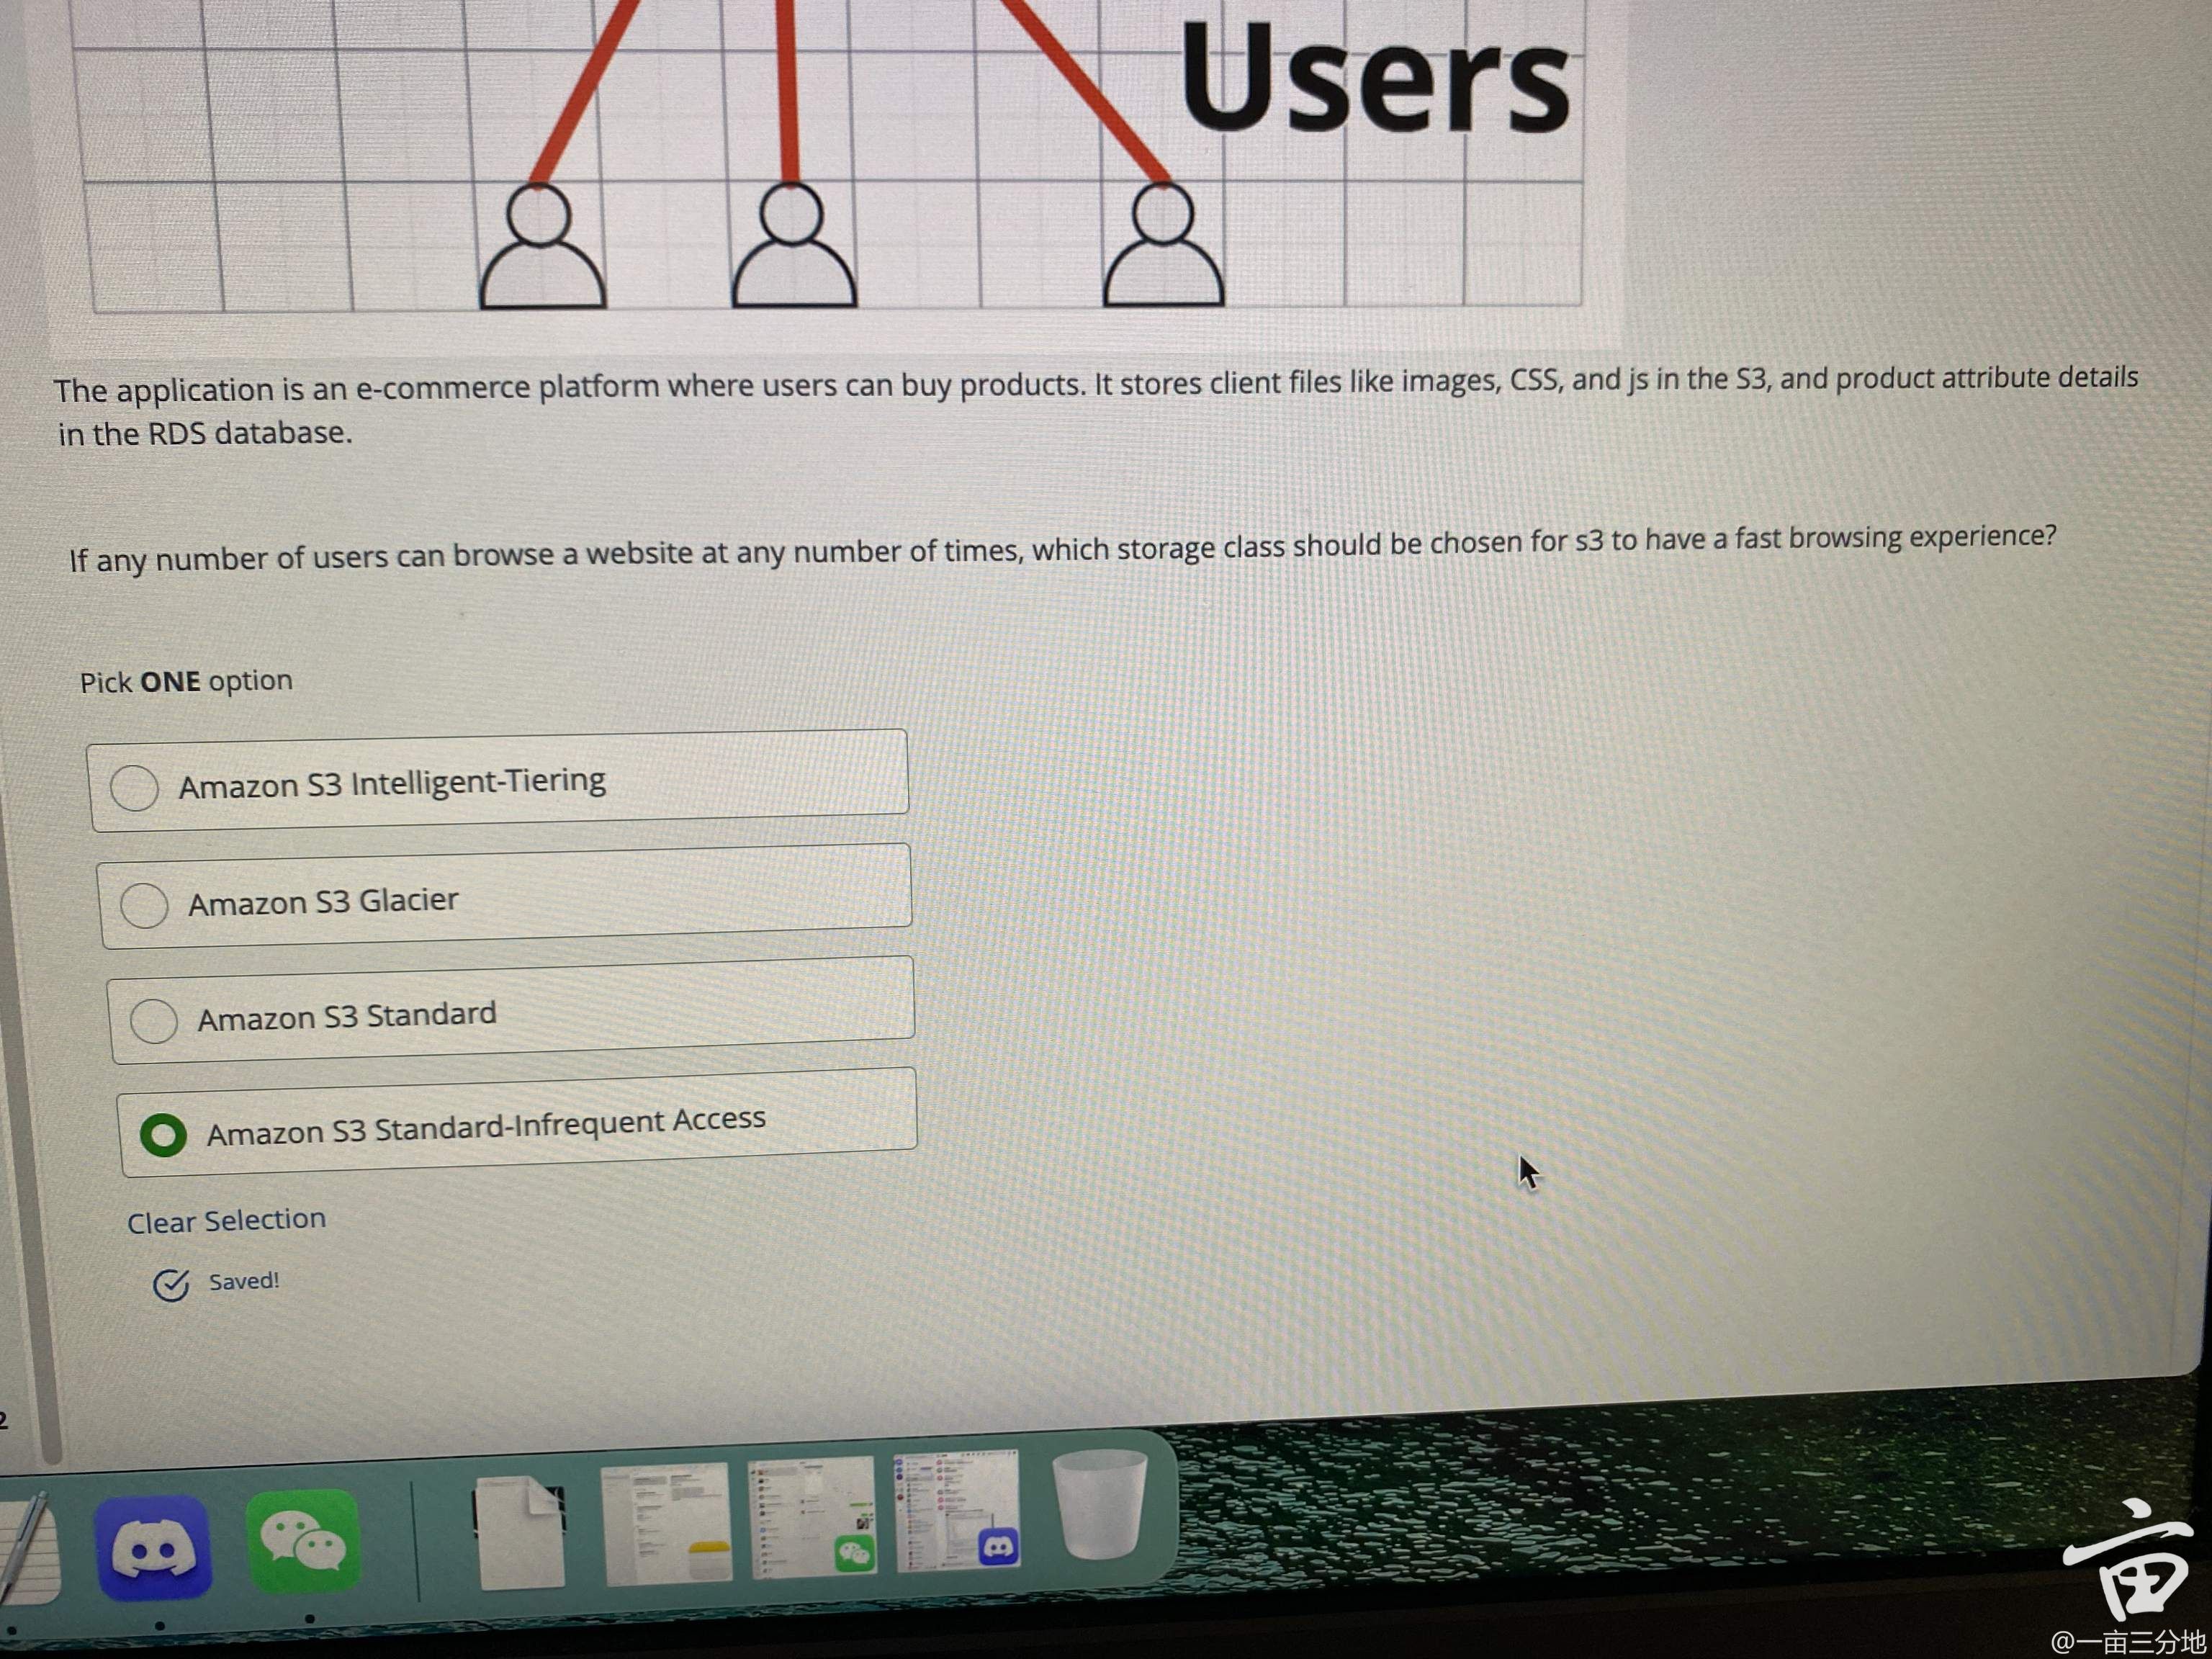 Users
The application is an e-commerce platform where users can buy products. It stores client files like images, CSS, and js in the S3, and product attribute details
in the RDS database.
If any number of users can browse a website at any number of times, which storage class should be chosen for s3 to have a fast browsing experience?
Pick ONE option
Amazon S3 Intelligent-Tiering
Amazon S3 Glacier
Amazon S3 Standard
Amazon S3 Standard-Infrequent Access
Clear Selection
Saved!
2
亩
@一亩三分地